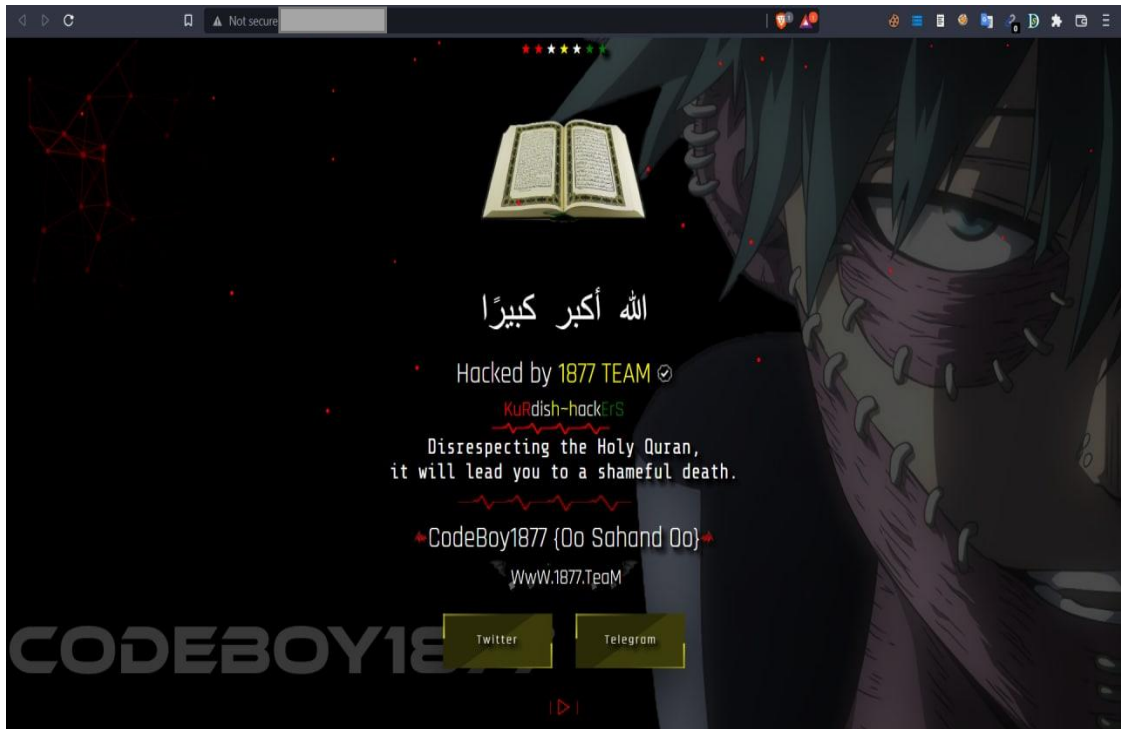 Not secure
الله أكبر كبيرًا
Hacked by 1877 TEAM
KuRdish~hackErS
Disrespecting the Holy Quran,
it will lead you to a shameful death.
CodeBoy1877 {Oo Sahand Oo}
WwW.1877.TeaM
Twitter
Telegram
CODEBOY1877